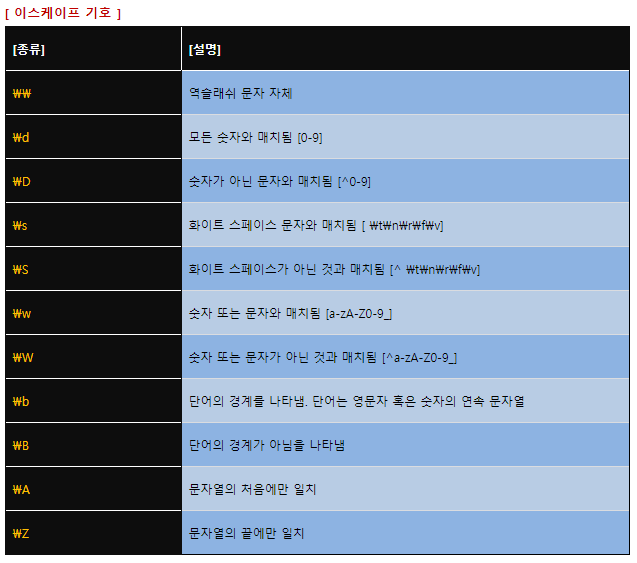 [ 이스케이프 기호 ]
[종류] [설명]
₩₩ 역슬래쉬 문자 자체
₩d 모든 숫자와 매치됨 [0-9]
₩D 숫자가 아닌 문자와 매치됨 [^0-9]
₩s 화이트 스페이스 문자와 매치됨 [ ₩t₩n₩r₩f₩v]
₩S 화이트 스페이스가 아닌 것과 매치됨 [^ ₩t₩n₩r₩f₩v]
₩w 숫자 또는 문자와 매치됨 [a-zA-Z0-9_]
₩W 숫자 또는 문자가 아닌 것과 매치됨 [^a-zA-Z0-9_]
₩b 단어의 경계를 나타냄. 단어는 영문자 혹은 숫자의 연속 문자열
₩B 단어의 경계가 아님을 나타냄
₩A 문자열의 처음에만 일치
₩Z 문자열의 끝에만 일치